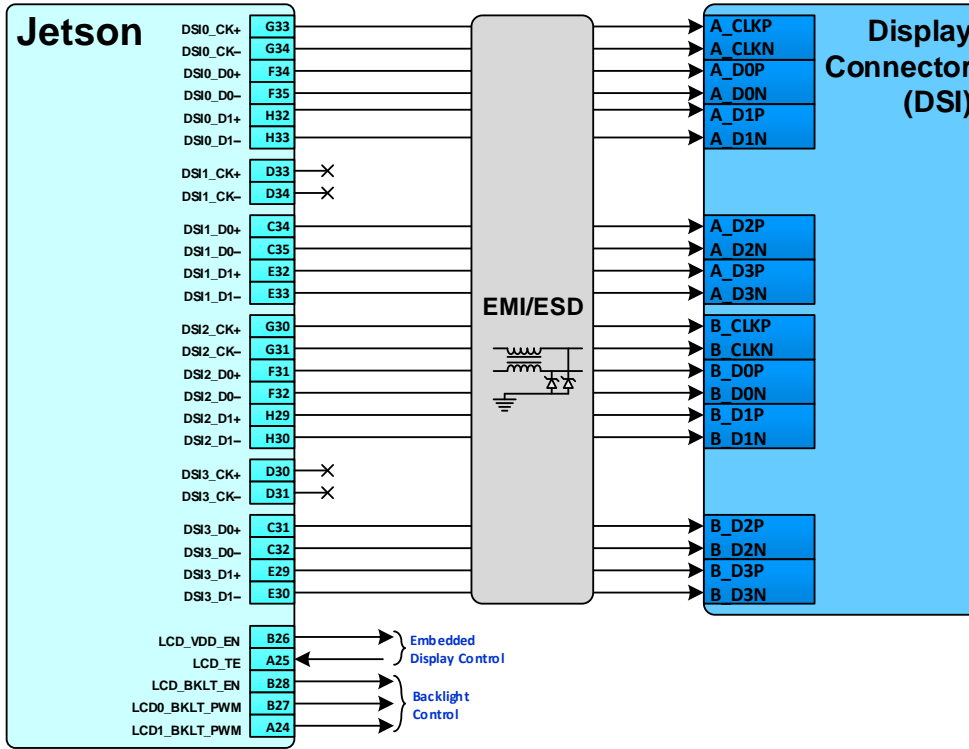 Jetson
DSI0_CK+ G33
DSI0_CK– G34
DSI0_D0+ F34
DSI0_D0– F35
DSI0_D1+ H32
DSI0_D1– H33
DSI1_CK+ D33
DSI1_CK– D34
DSI1_D0+ C34
DSI1_D0– C35
DSI1_D1+ E32
DSI1_D1– E33
DSI2_CK+ G30
DSI2_CK– G31
DSI2_D0+ F31
DSI2_D0– F32
DSI2_D1+ H29
DSI2_D1– H30
DSI3_CK+ D30
DSI3_CK– D31
DSI3_D0+ C31
DSI3_D0– C32
DSI3_D1+ E29
DSI3_D1– E30
LCD_VDD_EN B26
LCD_TE A25
LCD_BKLT_EN B28
LCD0_BKLT_PWM B27
LCD1_BKLT_PWM A24
Embedded
Display Control
Backlight
Control
EMI/ESD
A_CLKP
A_CLKN
A_D0P
A_D0N
A_D1P
A_D1N
A_D2P
A_D2N
A_D3P
A_D3N
B_CLKP
B_CLKN
B_D0P
B_D0N
B_D1P
B_D1N
B_D2P
B_D2N
B_D3P
B_D3N
Display
Connector
(DSI)